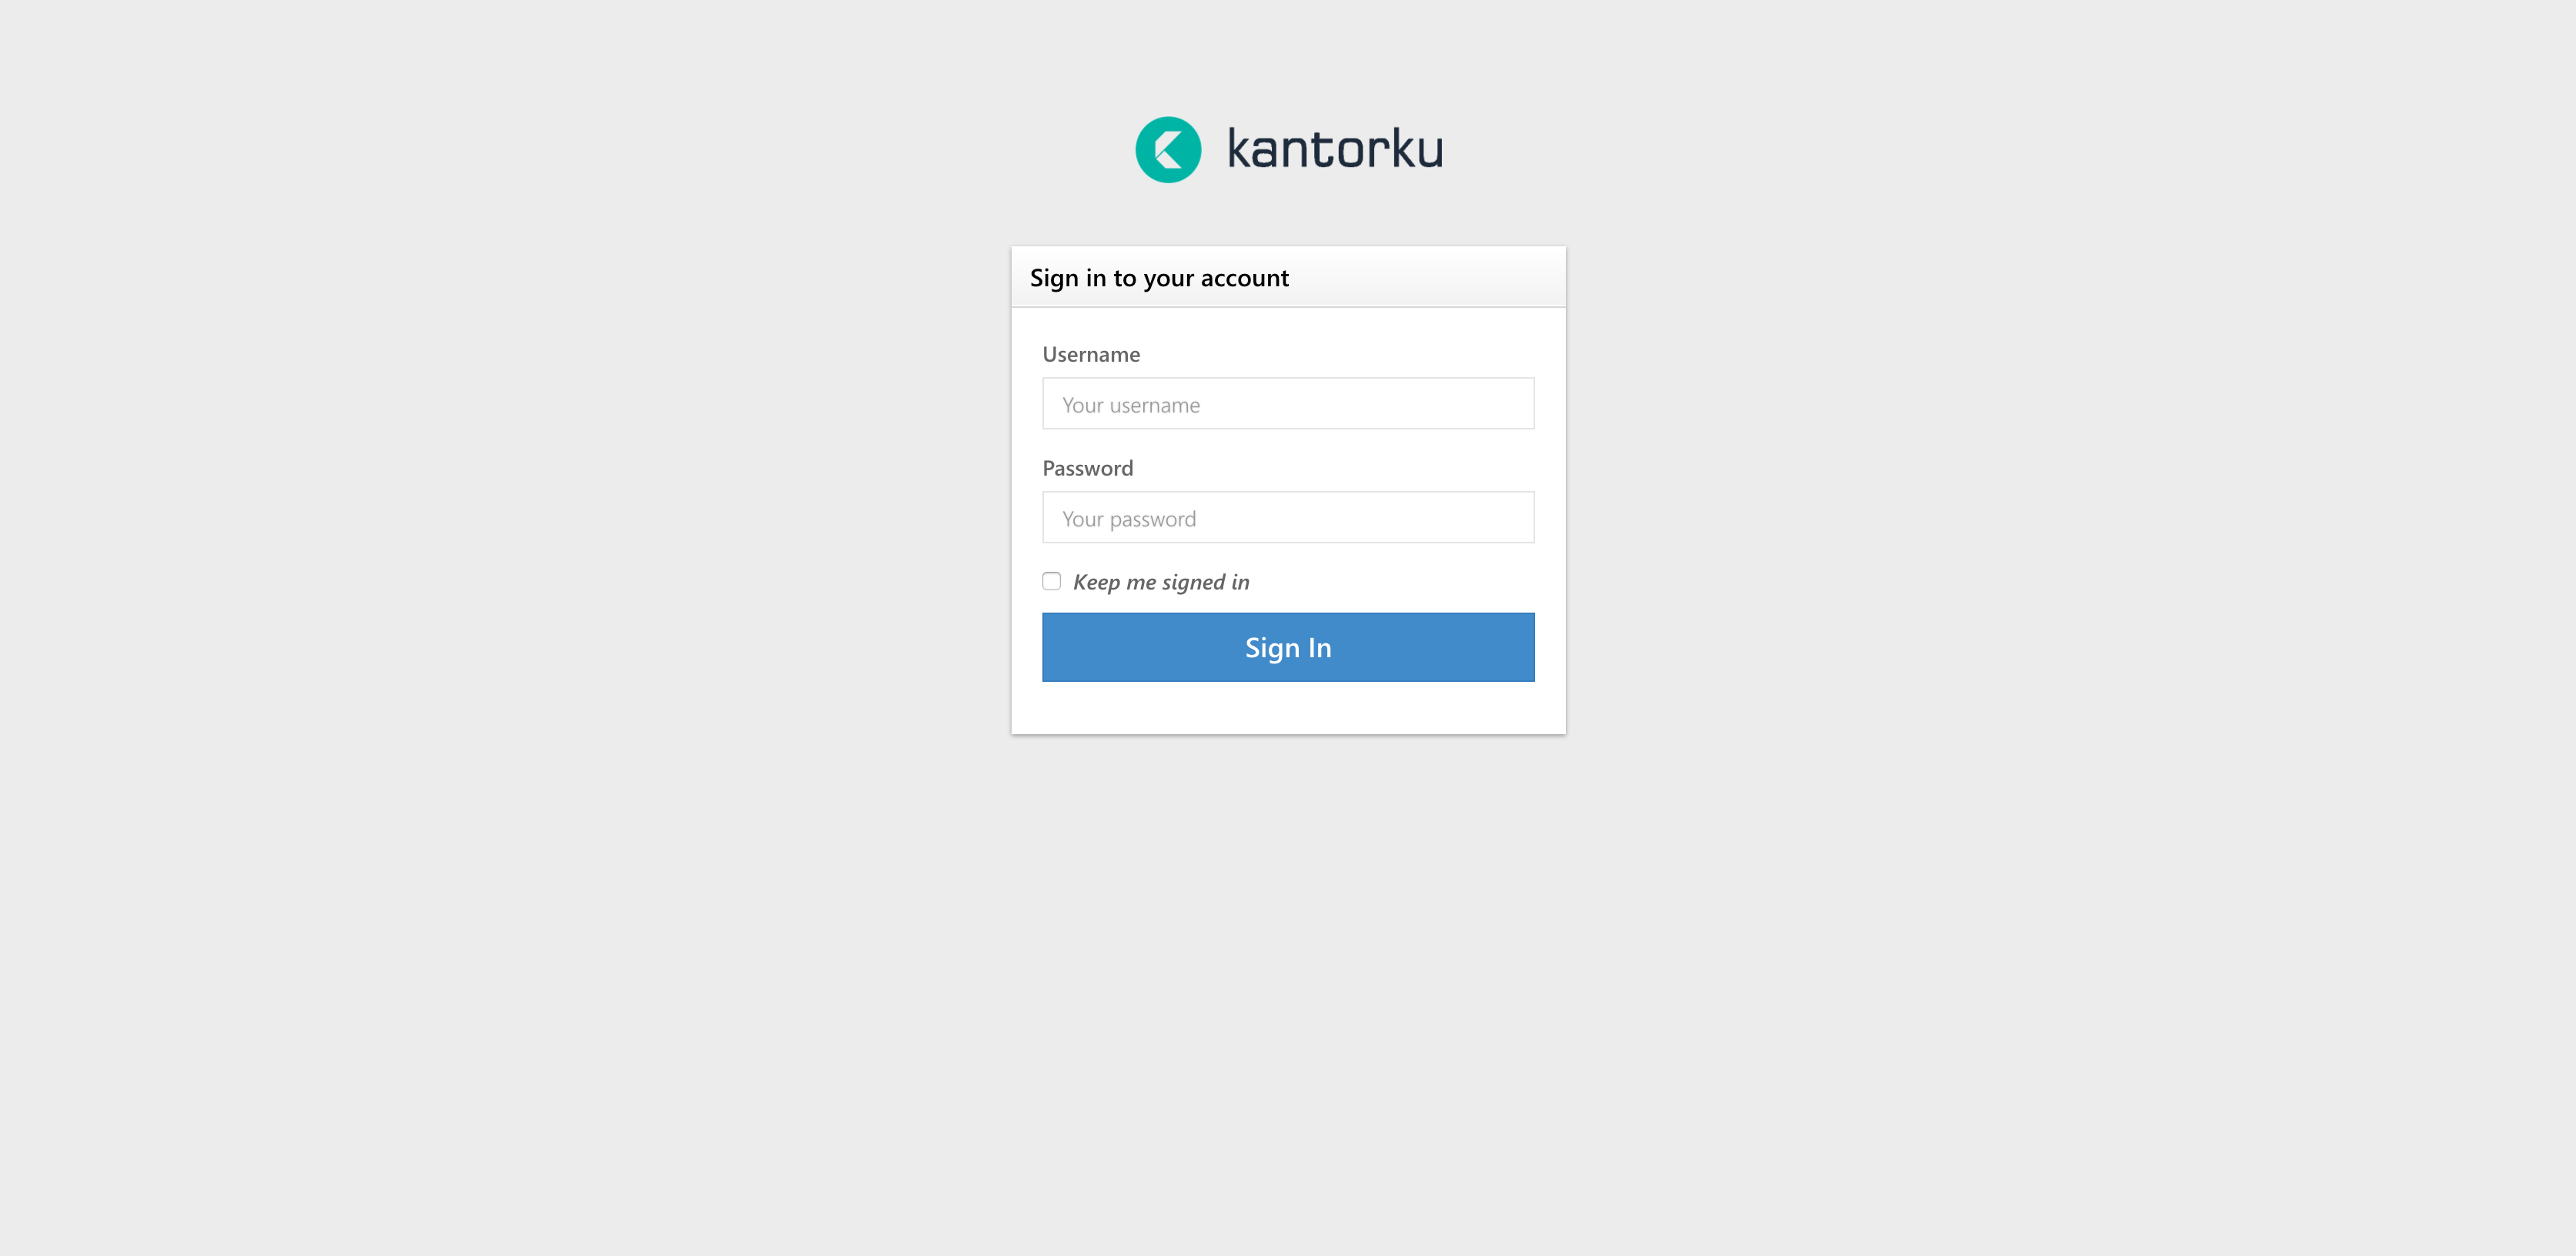 kantorku
Sign in to your account
Username
Your username
Password
Your password
Keep me signed in
Sign In